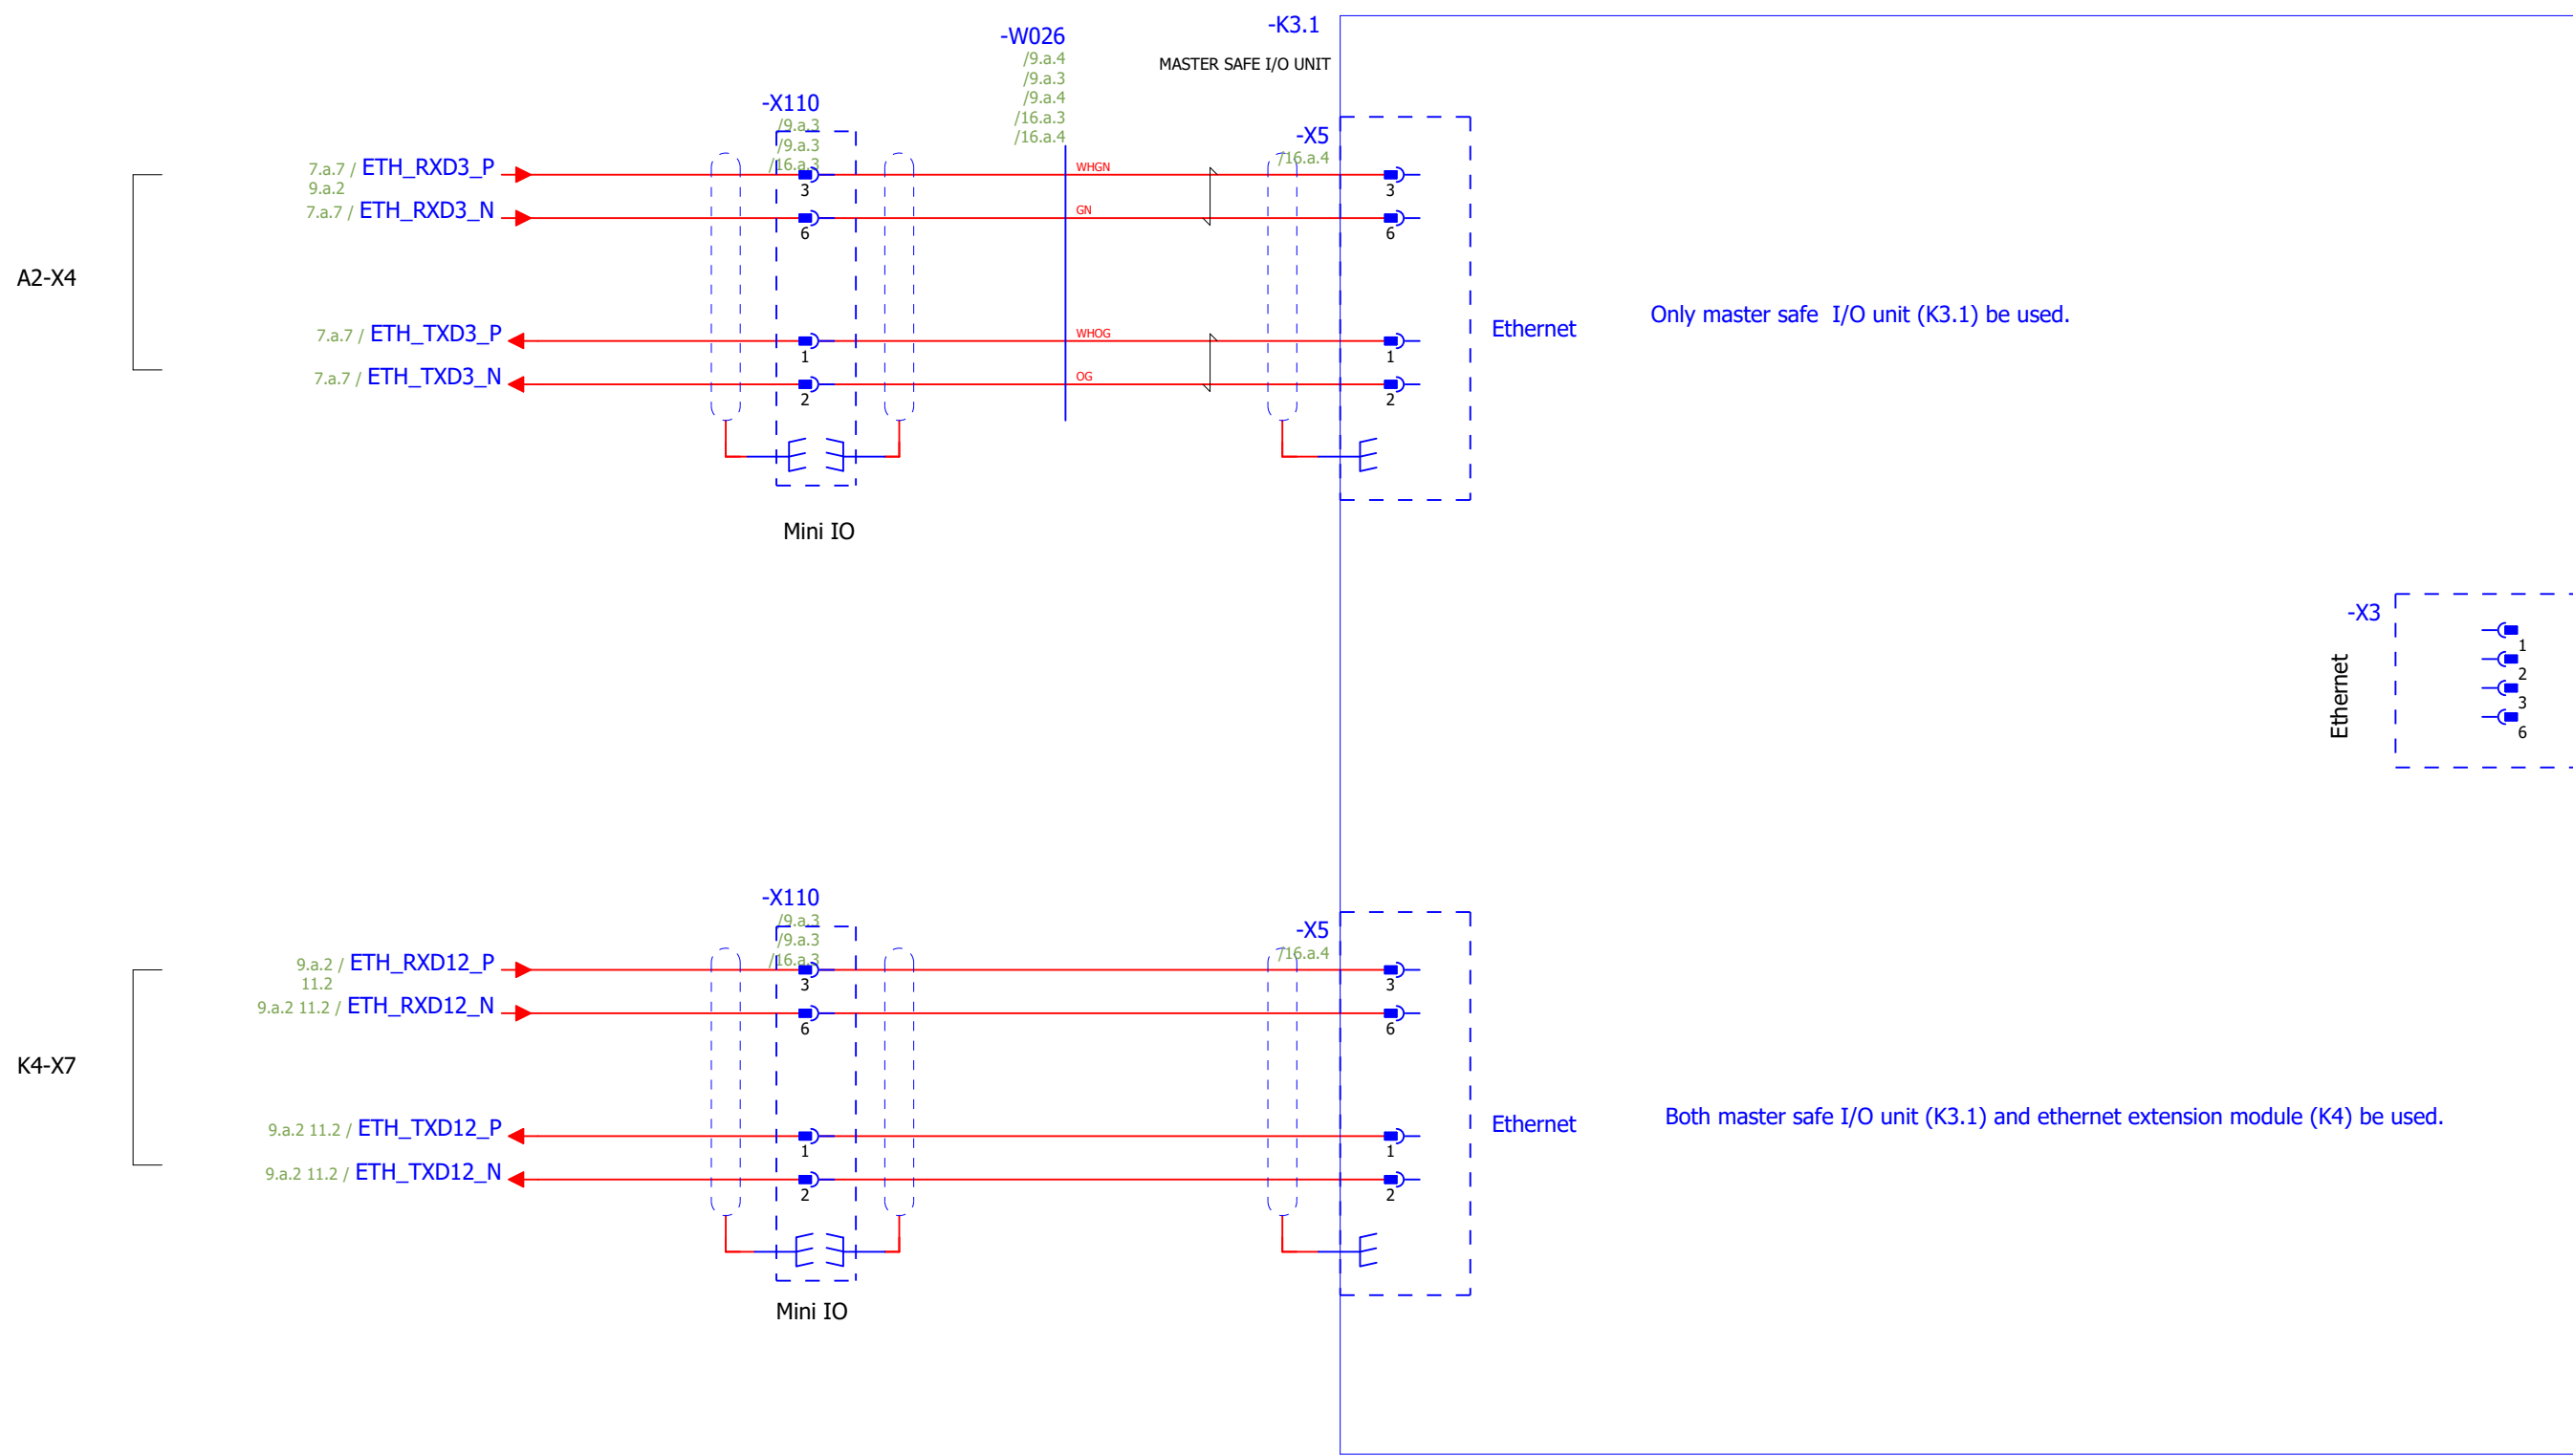 -K3.1
-W026
/9.a.4
/9.a.3
/9.a.4
/16.a.3
/16.a.4
MASTER SAFE I/O UNIT
-X110
/9.a.3
/9.a.3
/16.a.3
-X5
/16.a.4
7.a.7 / ETH_RXD3_P
9.a.2
3
WHGN
3
7.a.7 / ETH_RXD3_N
6
GN
6
A2-X4
7.a.7 / ETH_TXD3_P
1
WHOG
1
7.a.7 / ETH_TXD3_N
2
OG
2
Ethernet
Only master safe I/O unit (K3.1) be used.
Mini IO
-X3
Ethernet
1
2
3
6
-X110
/9.a.3
/9.a.3
/16.a.3
-X5
/16.a.4
9.a.2 / ETH_RXD12_P
11.2
3
3
9.a.2 11.2 / ETH_RXD12_N
6
6
K4-X7
9.a.2 11.2 / ETH_TXD12_P
1
1
9.a.2 11.2 / ETH_TXD12_N
2
2
Ethernet
Both master safe I/O unit (K3.1) and ethernet extension module (K4) be used.
Mini IO